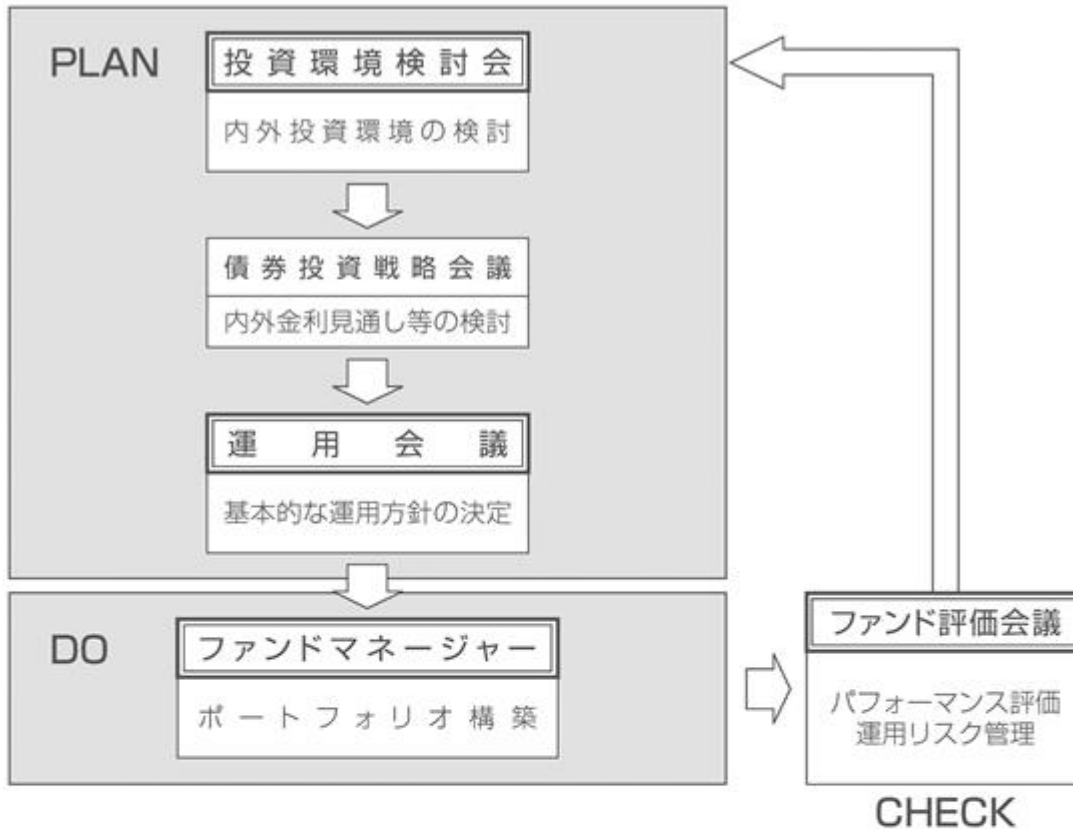 PLAN
投資環境検討会
内外投資環境の検討
債券投資戦略会議
内外金利見通し等の検討
運用会議
基本的な運用方針の決定
DO
ファンドマネージャー
ポートフォリオ構築
ファンド評価会議
パフォーマンス評価
運用リスク管理
CHECK